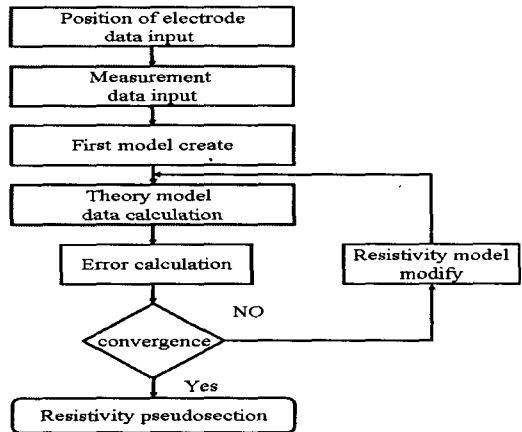 Position of electrode
data input
Measurement
data input
First model create
Theory model
data calculation
Error calculation
Resistivity model
modify
NO
convergence
Yes
Resistivity pseudosection